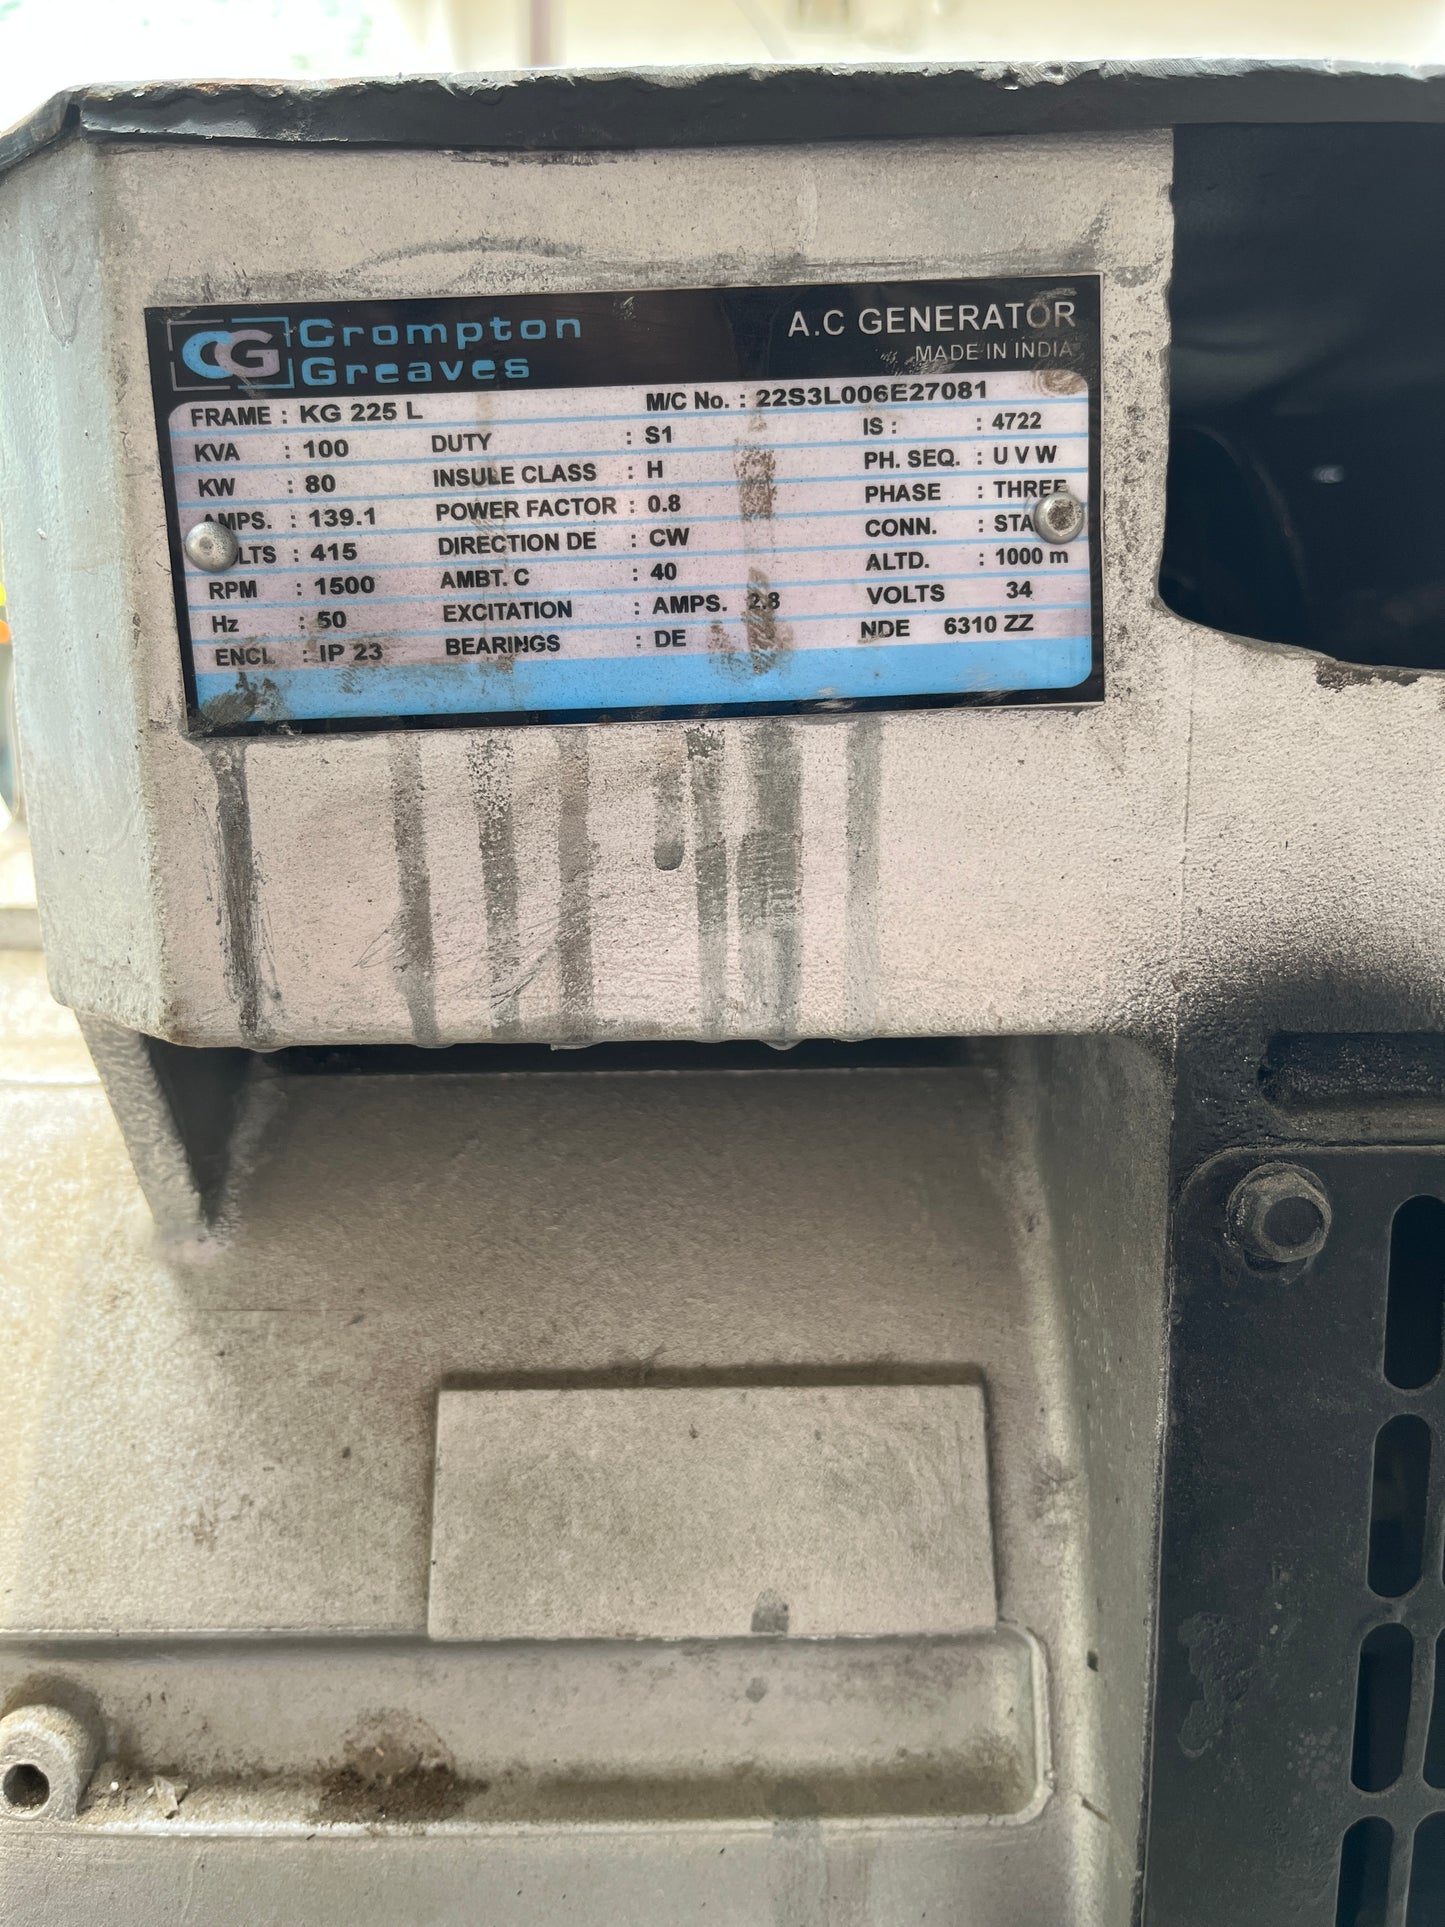 CG Crompton Greaves
A.C GENERATOR
MADE IN INDIA
FRAME : KG 225 L M/C No. : 22S3L006E27081
KVA : 100 DUTY : S1 IS : : 4722
KW : 80 INSULE CLASS : H PH. SEQ. : U V W
AMPS. : 139.1 POWER FACTOR : 0.8 PHASE : THREE
: 415 DIRECTION DE : CW CONN. :
RPM : 1500 AMBT. C : 40 ALTD. : 1000 m
Hz : 50 EXCITATION : AMPS. 2.8 VOLTS 34
ENCL : IP 23 BEARINGS : DE NDE 6310 ZZ